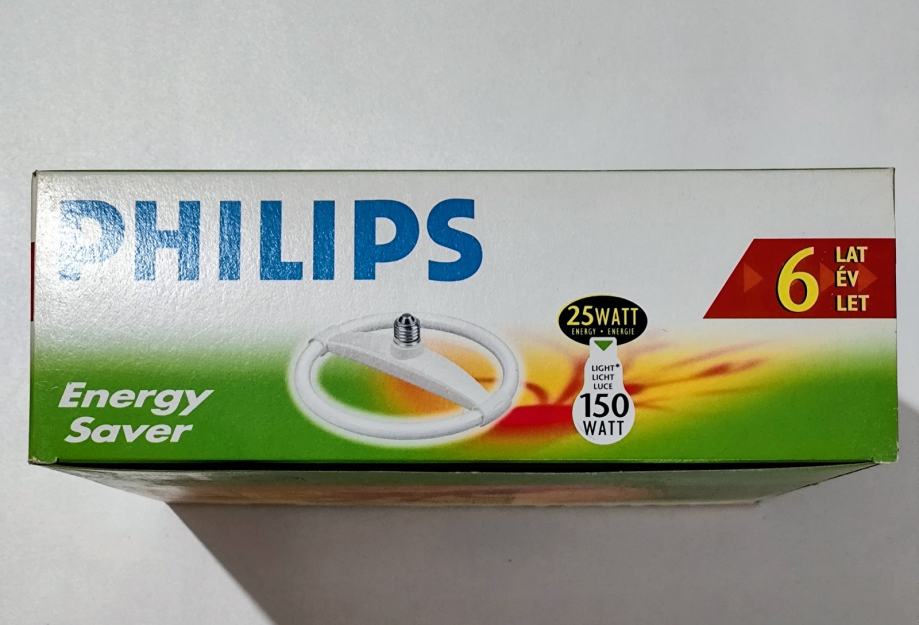 PHILIPS
6
LAT
ÉV
LET
25WATT
ENERGY • ENERGIE
LIGHT*
LICHT
LUCE
150
WATT
Energy
Saver